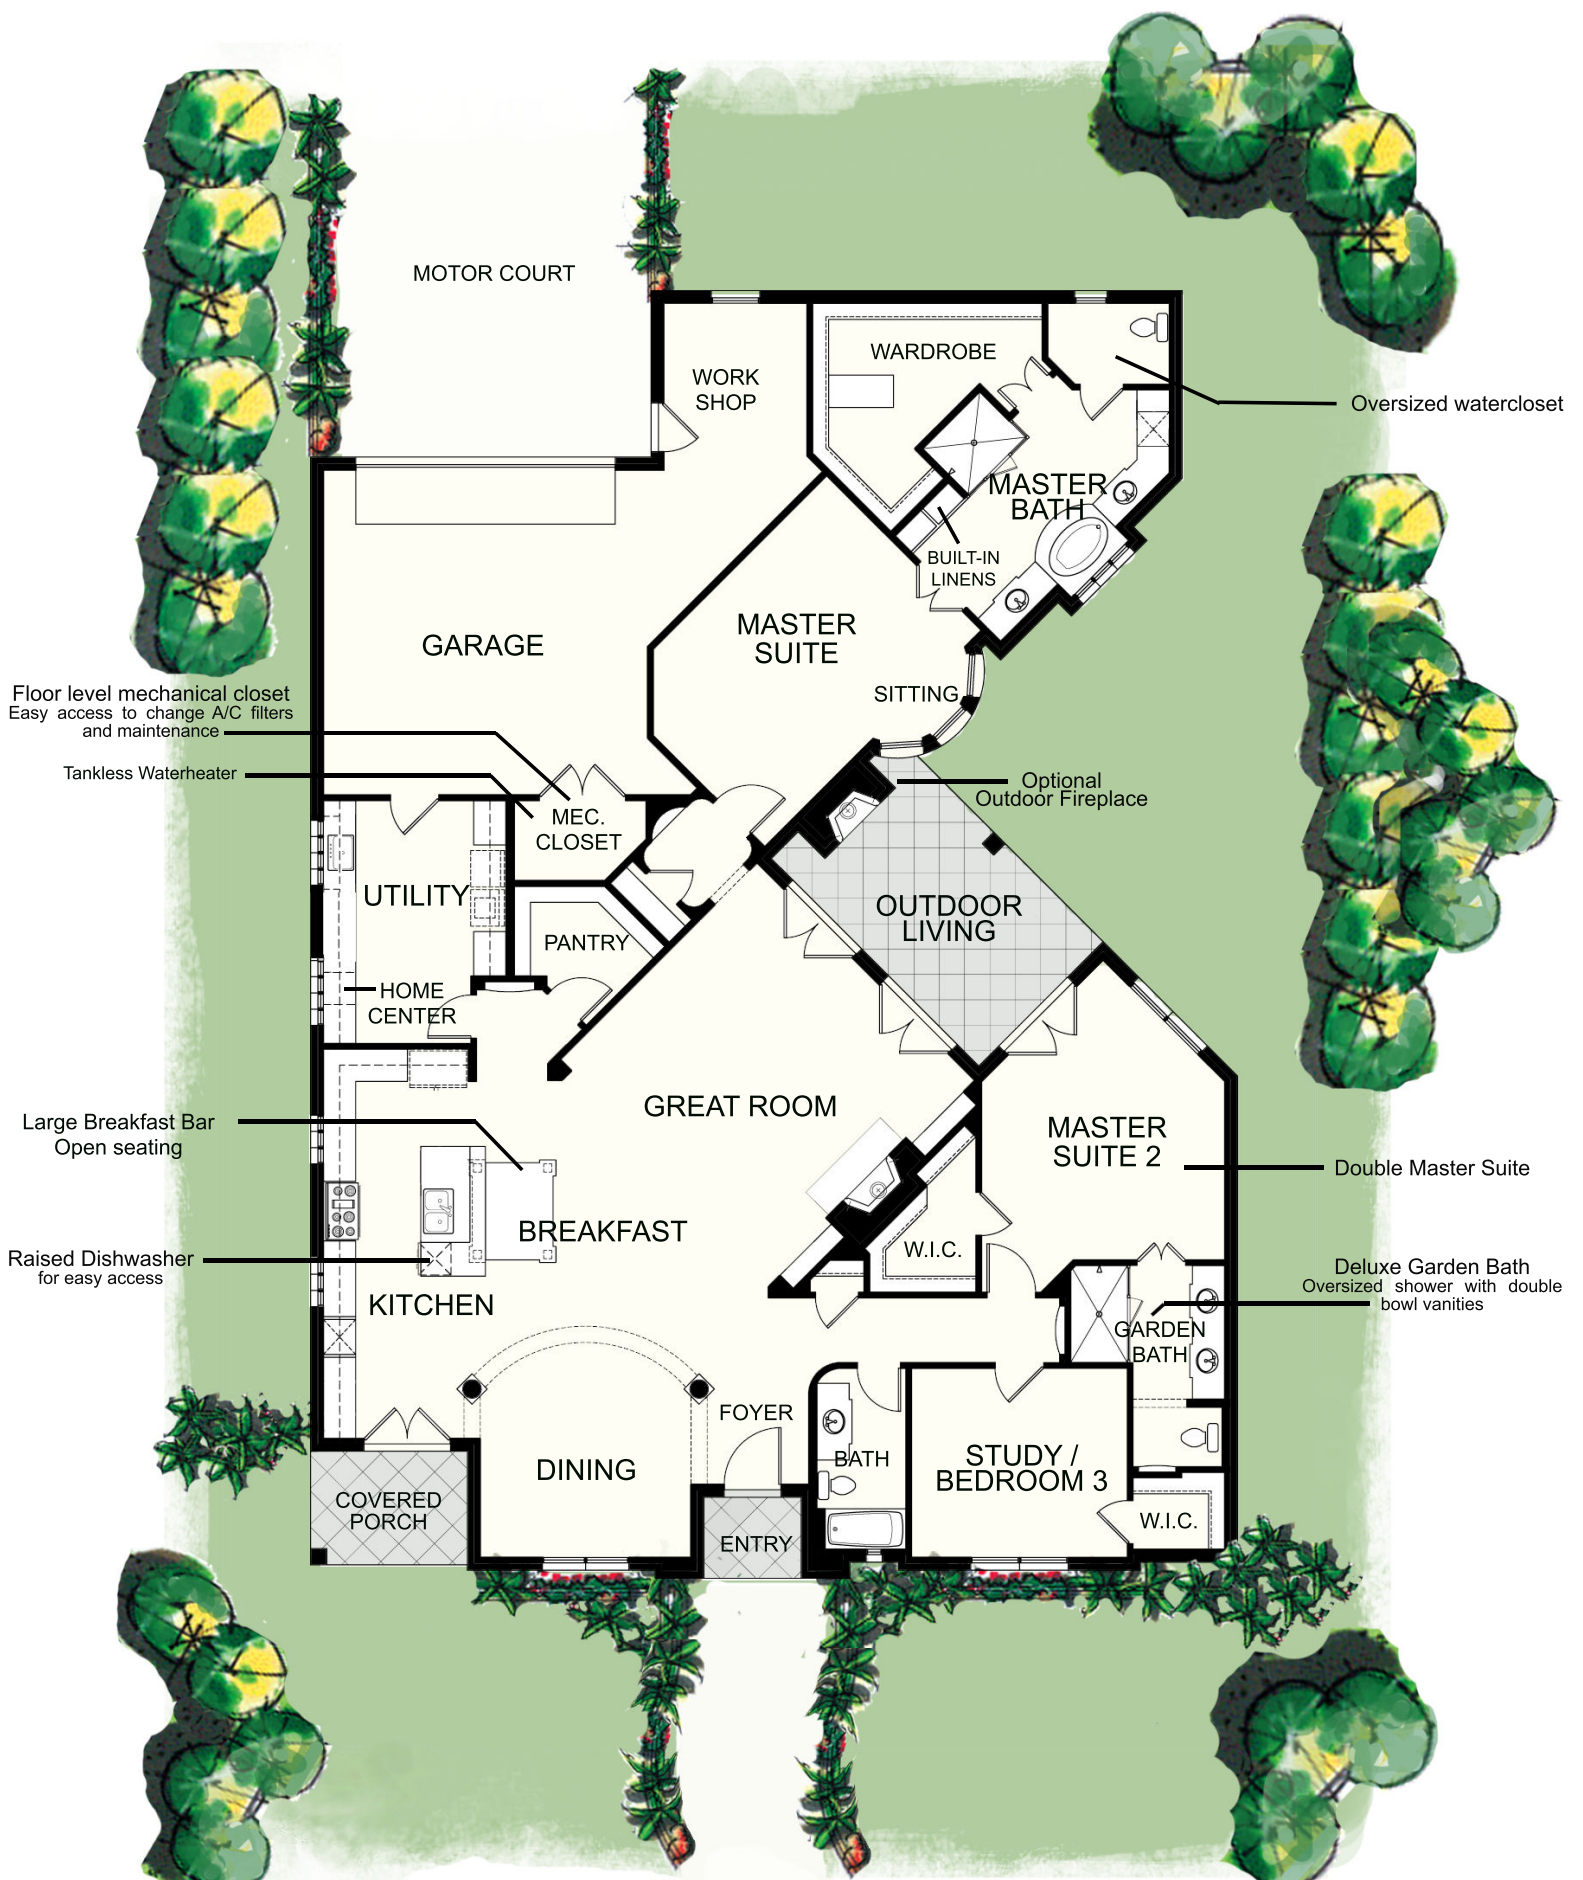 MOTOR COURT
WORK
SHOP
WARDROBE
Oversized watercloset
MASTER
BATH
BUILT-IN
LINENS
GARAGE
MASTER
SUITE
SITTING
Floor level mechanical closet
Easy access to change A/C filters
and maintenance
Tankless Waterheater
MEC.
CLOSET
Optional
Outdoor Fireplace
UTILITY
PANTRY
OUTDOOR
LIVING
HOME
CENTER
Large Breakfast Bar
Open seating
GREAT ROOM
MASTER
SUITE 2
Double Master Suite
BREAKFAST
W.I.C.
Raised Dishwasher
for easy access
KITCHEN
Deluxe Garden Bath
Oversized shower with double
bowl vanities
GARDEN
BATH
FOYER
DINING
BATH
STUDY /
BEDROOM 3
COVERED
PORCH
ENTRY
W.I.C.